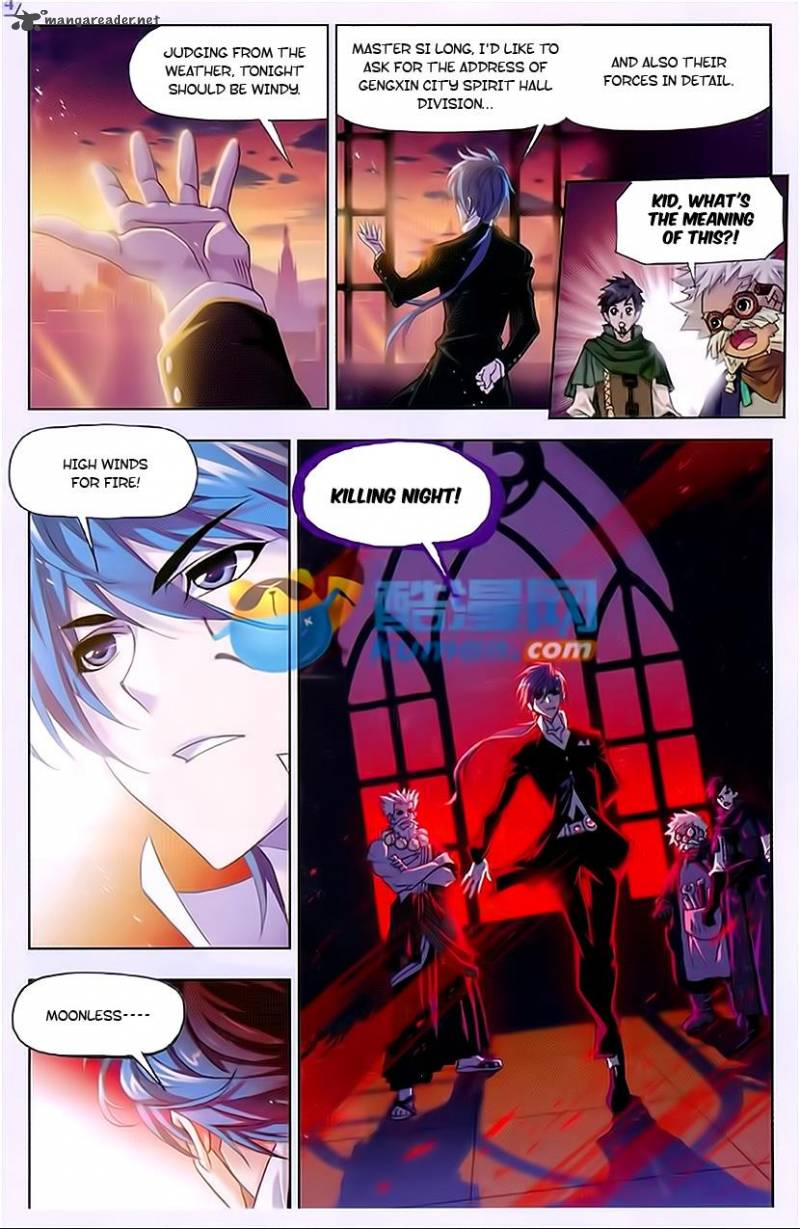 4/
mangareader.net
JUDGING FROM THE
WEATHER, TONIGHT
SHOULD BE WINDY.
MASTER SI LONG, I'D LIKE TO
ASK FOR THE ADDRESS OF
GENGXIN CITY SPIRIT HALL
DIVISION...
AND ALSO THEIR
FORCES IN DETAIL.
KID, WHAT'S
THE MEANING
OF THIS?!
HIGH WINDS
FOR FIRE!
MOONLESS----
KILLING NIGHT!
酷漫网
kuman.com